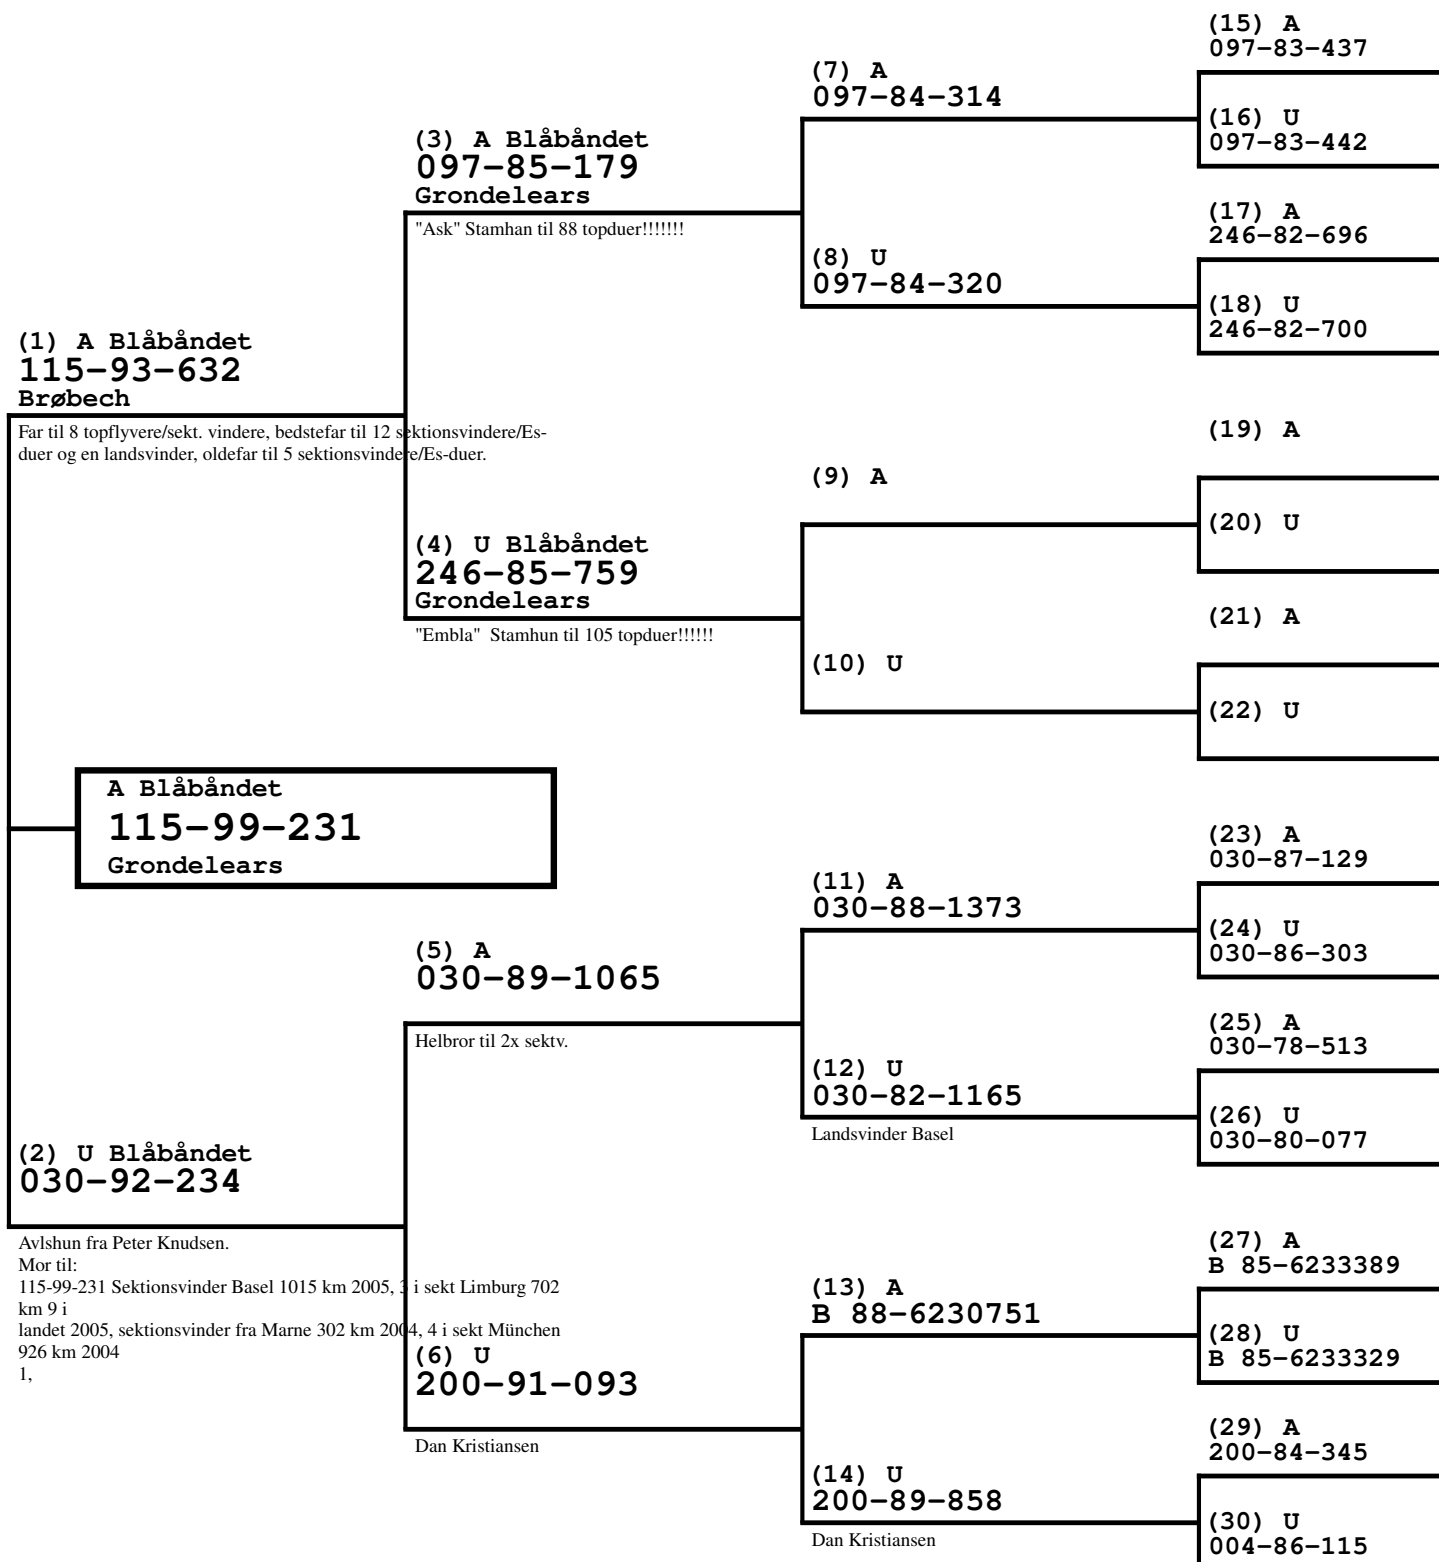 (15) A
097-83-437
(7) A
097-84-314
(16) U
097-83-442
(3) A Blåbåndet
097-85-179
Grondelears
"Ask" Stamhan til 88 topduer!!!!!!!
(17) A
246-82-696
(8) U
097-84-320
(18) U
246-82-700
(1) A Blåbåndet
115-93-632
Brøbech
Far til 8 topflyvere/sekt. vindere, bedstefar til 12 sektionsvindere/Es-
duer og en landsvinder, oldefar til 5 sektionsvindere/Es-duer.
(19) A
(9) A
(20) U
(4) U Blåbåndet
246-85-759
Grondelears
"Embla"  Stamhun til 105 topduer!!!!!!
(21) A
(10) U
(22) U
A Blåbåndet
115-99-231
Grondelears
(23) A
030-87-129
(11) A
030-88-1373
(24) U
030-86-303
(5) A
030-89-1065
Helbror til 2x sektv.
(25) A
030-78-513
(12) U
030-82-1165
Landsvinder Basel
(26) U
030-80-077
(2) U Blåbåndet
030-92-234
Avlshun fra Peter Knudsen.
Mor til:
115-99-231 Sektionsvinder Basel 1015 km 2005, 3 i sekt Limburg 702
km 9 i
landet 2005, sektionsvinder fra Marne 302 km 2004, 4 i sekt München
926 km 2004
1,
(27) A
B 85-6233389
(13) A
B 88-6230751
(28) U
B 85-6233329
(6) U
200-91-093
Dan Kristiansen
(29) A
200-84-345
(14) U
200-89-858
Dan Kristiansen
(30) U
004-86-115